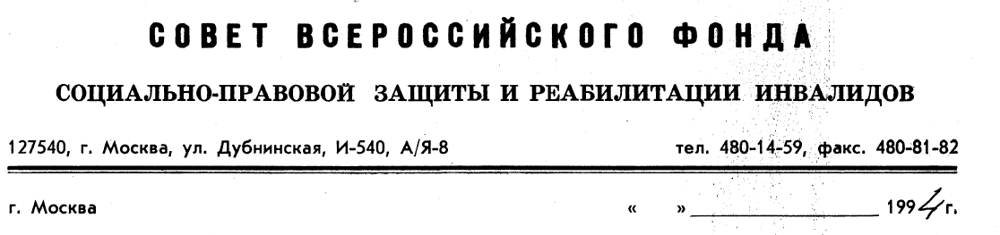 СОВЕТ ВСЕРОССИЙСКОГО ФОНДА
СОЦИАЛЬНО-ПРАВОВОЙ ЗАЩИТЫ И РЕАБИЛИТАЦИИ ИНВАЛИДОВ
127540, г. Москва, ул. Дубнинская, И-540, А/Я-8 тел. 480-14-59, факс. 480-81-82
г. Москва « » ____________________ 1994 г.